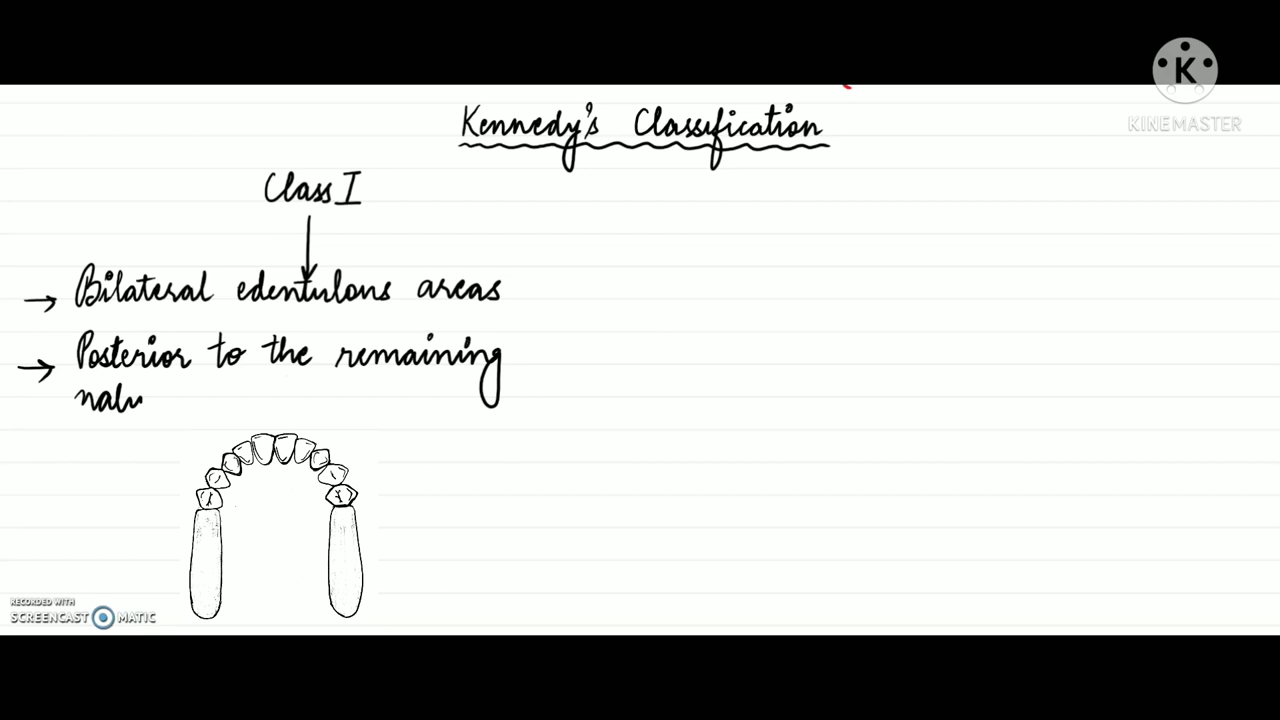 K
KINEMASTER
Kennedy's Classification
Class I
→ Bilateral edentulous areas
→ Posterior to the remaining
RECORDED WITH
SCREENCAST MATIC